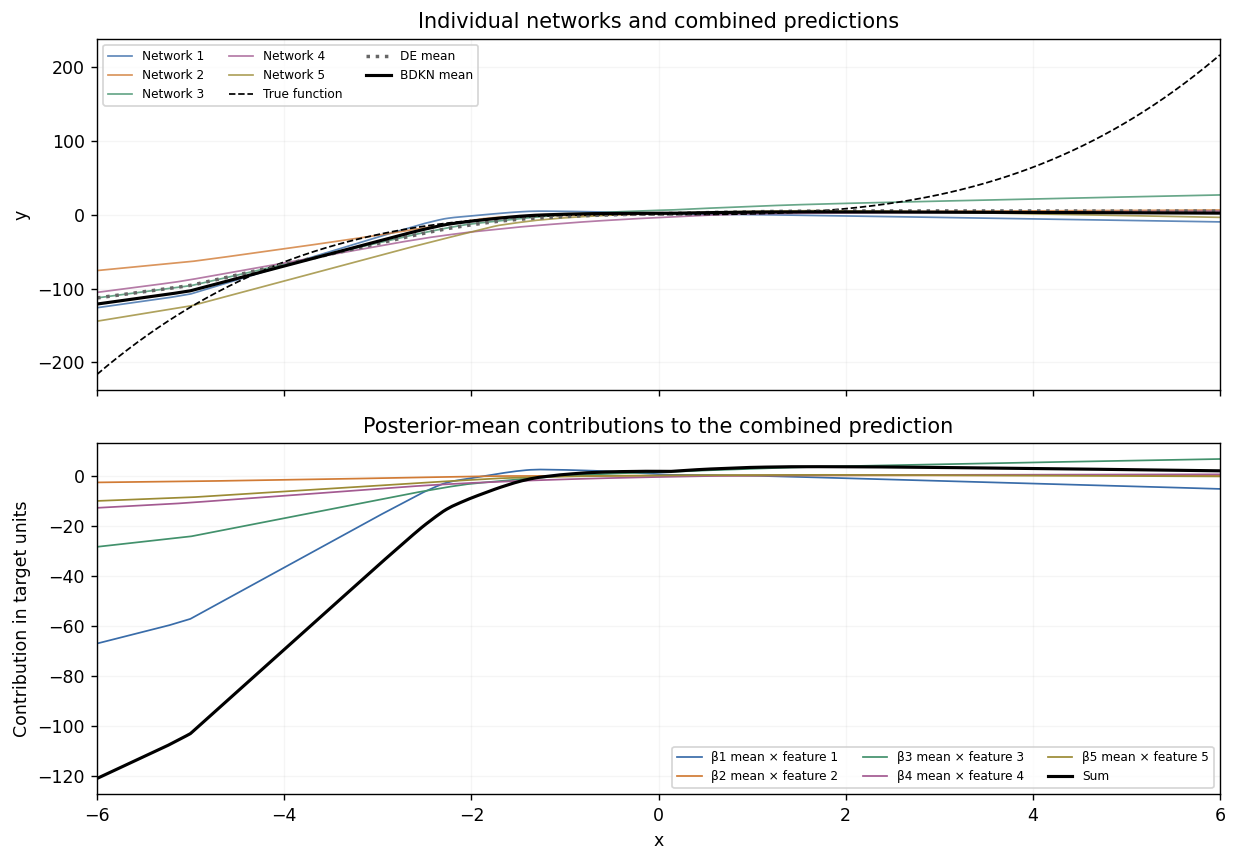 Individual networks and combined predictions
Network 1 Network 4 DE mean
Network 2 Network 5 BDKN mean
Network 3 True function
200
100
0
−100
−200
y
Posterior-mean contributions to the combined prediction
0
−20
−40
−60
−80
−100
−120
Contribution in target units
β1 mean × feature 1 β3 mean × feature 3 β5 mean × feature 5
β2 mean × feature 2 β4 mean × feature 4 Sum
−6 −4 −2 0 2 4 6
x